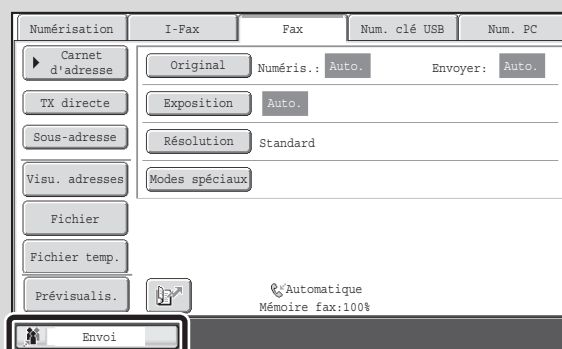 Numérisation I-Fax Fax Num. clé USB Num. PC
Carnet
d'adresse
Original Numéris.: Auto. Envoyer: Auto.
TX directe
Exposition Auto.
Sous-adresse
Résolution Standard
Visu. adresses
Modes spéciaux
Fichier
Fichier temp.
Prévisualis.
Automatique
Mémoire fax:100%
Envoi